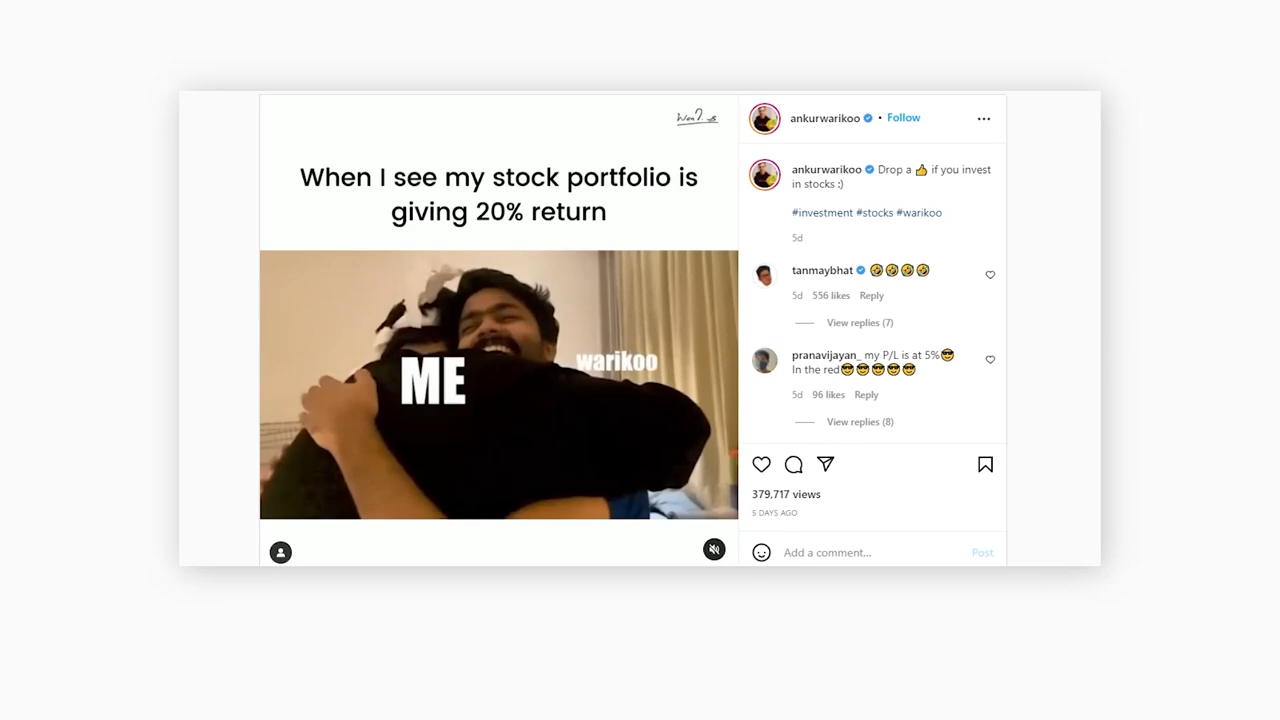 When I see my stock portfolio is
giving 20% return
ME
warikoo
ankurwarikoo • Follow
ankurwarikoo Drop a 👍 if you invest
in stocks :)
#investment #stocks #warikoo
5d
tanmaybhat 🤣🤣🤣🤣
5d 556 likes Reply
View replies (7)
pranavijayan_ my P/L is at 5%😎
In the red😎😎😎😎😎
5d 96 likes Reply
View replies (8)
379,717 views
5 DAYS AGO
Add a comment... Post